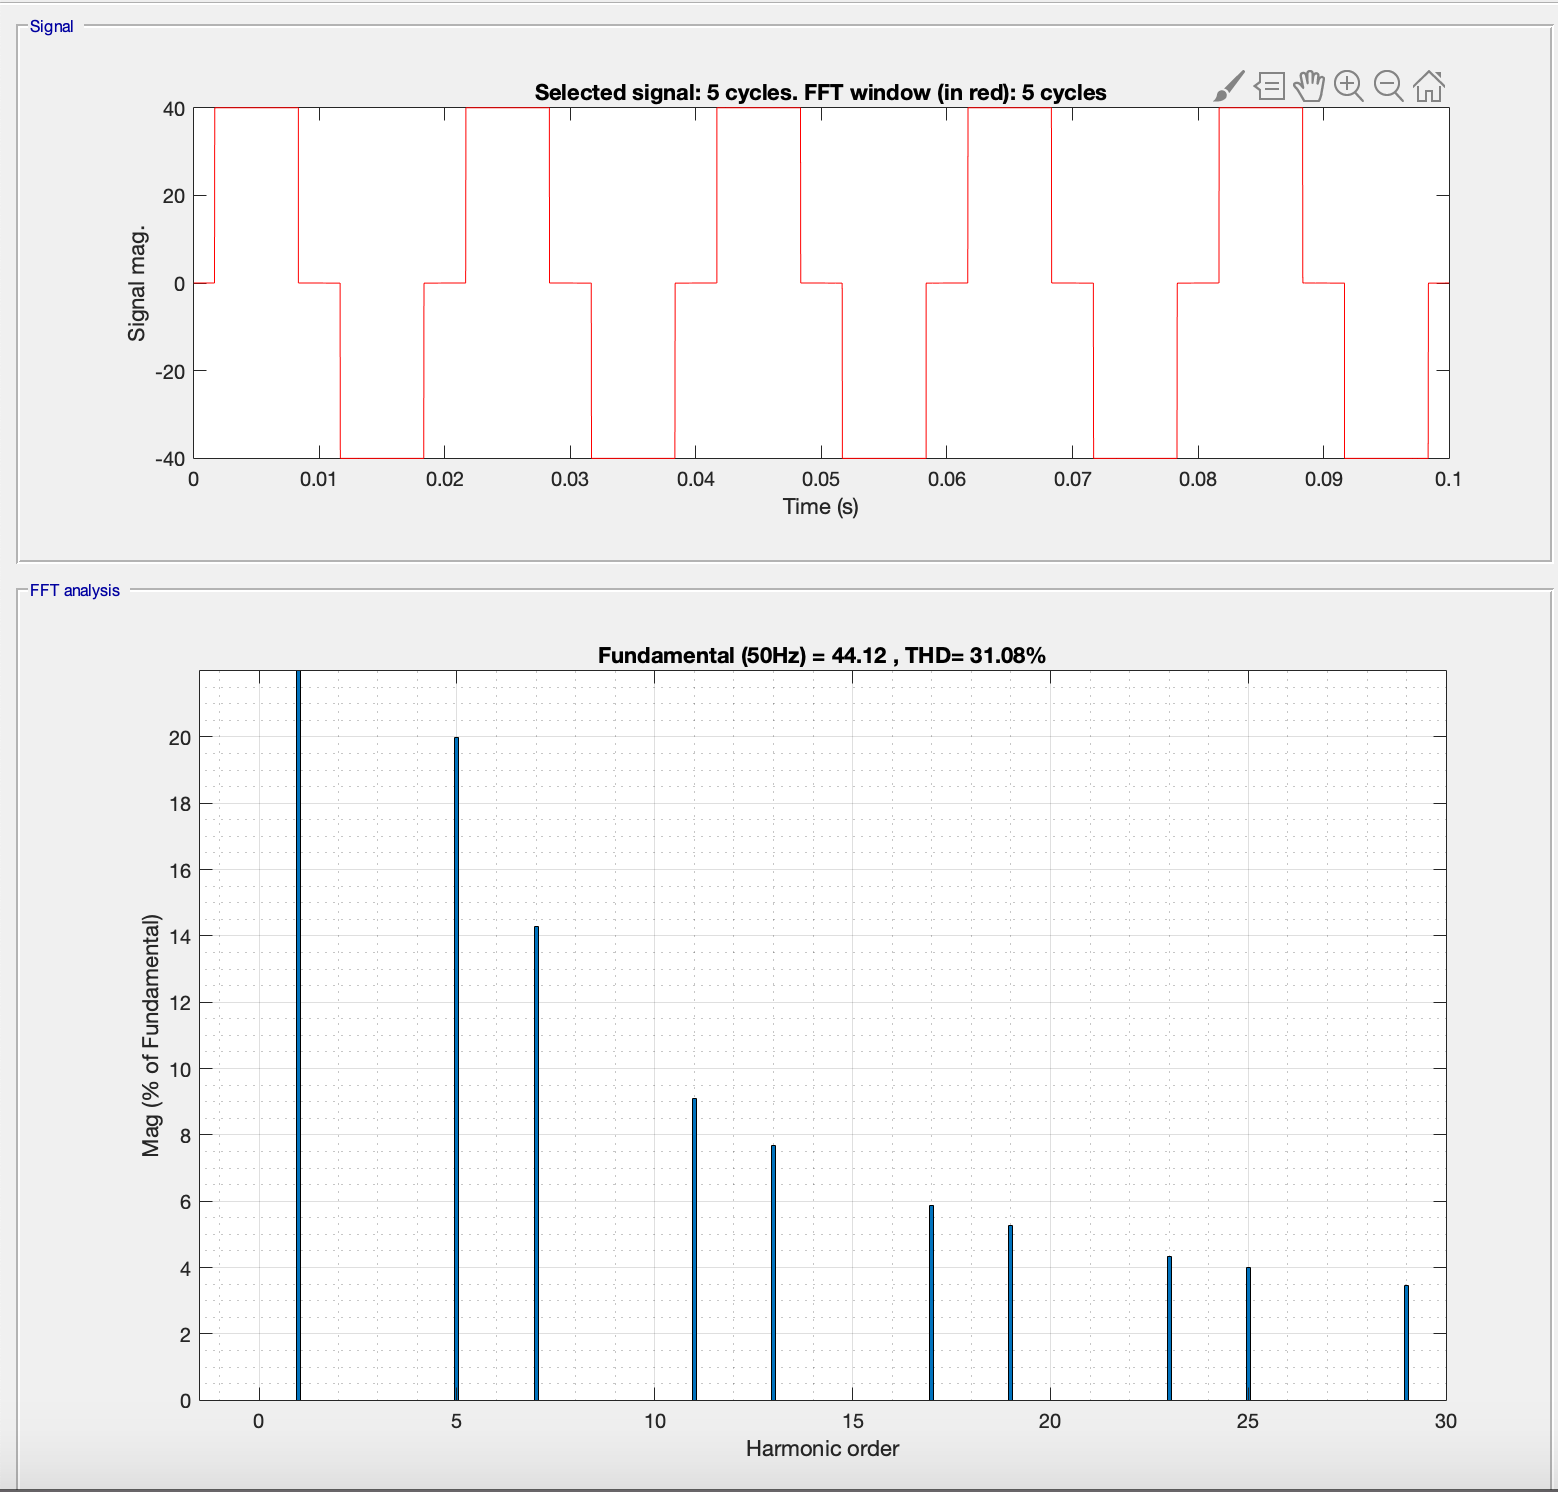 Signal
Selected signal: 5 cycles. FFT window (in red): 5 cycles
40
20
0
-20
-40
Signal mag.
0 0.01 0.02 0.03 0.04 0.05 0.06 0.07 0.08 0.09 0.1
Time (s)
FFT analysis
Fundamental (50Hz) = 44.12 , THD= 31.08%
20
18
16
14
12
10
8
6
4
2
0
Mag (% of Fundamental)
0 5 10 15 20 25 30
Harmonic order